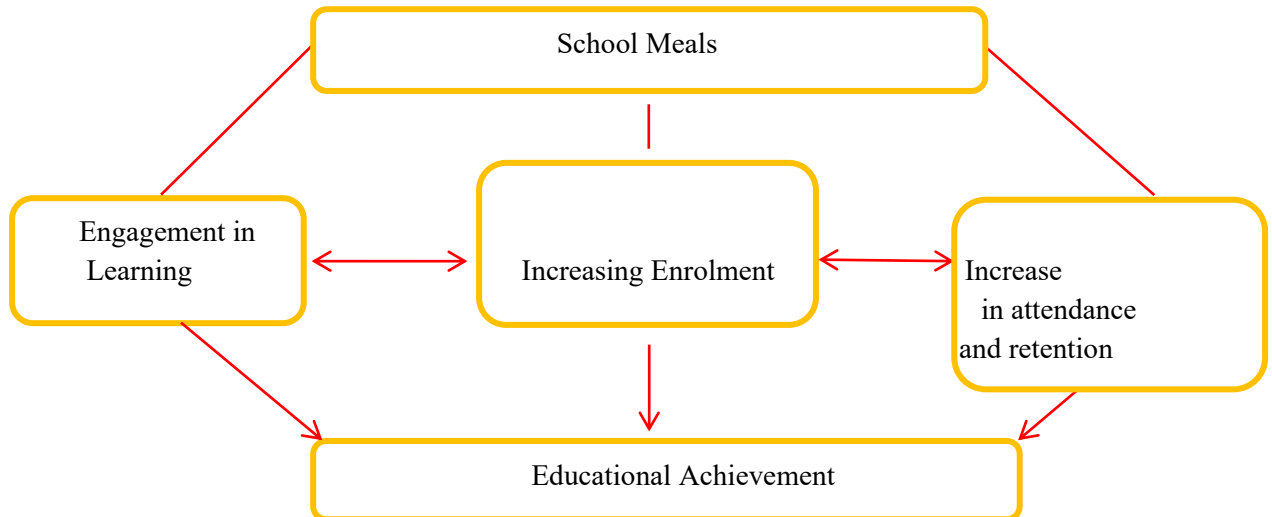 School Meals
Engagement in
Learning
Increasing Enrolment
Increase
in attendance
and retention
Educational Achievement